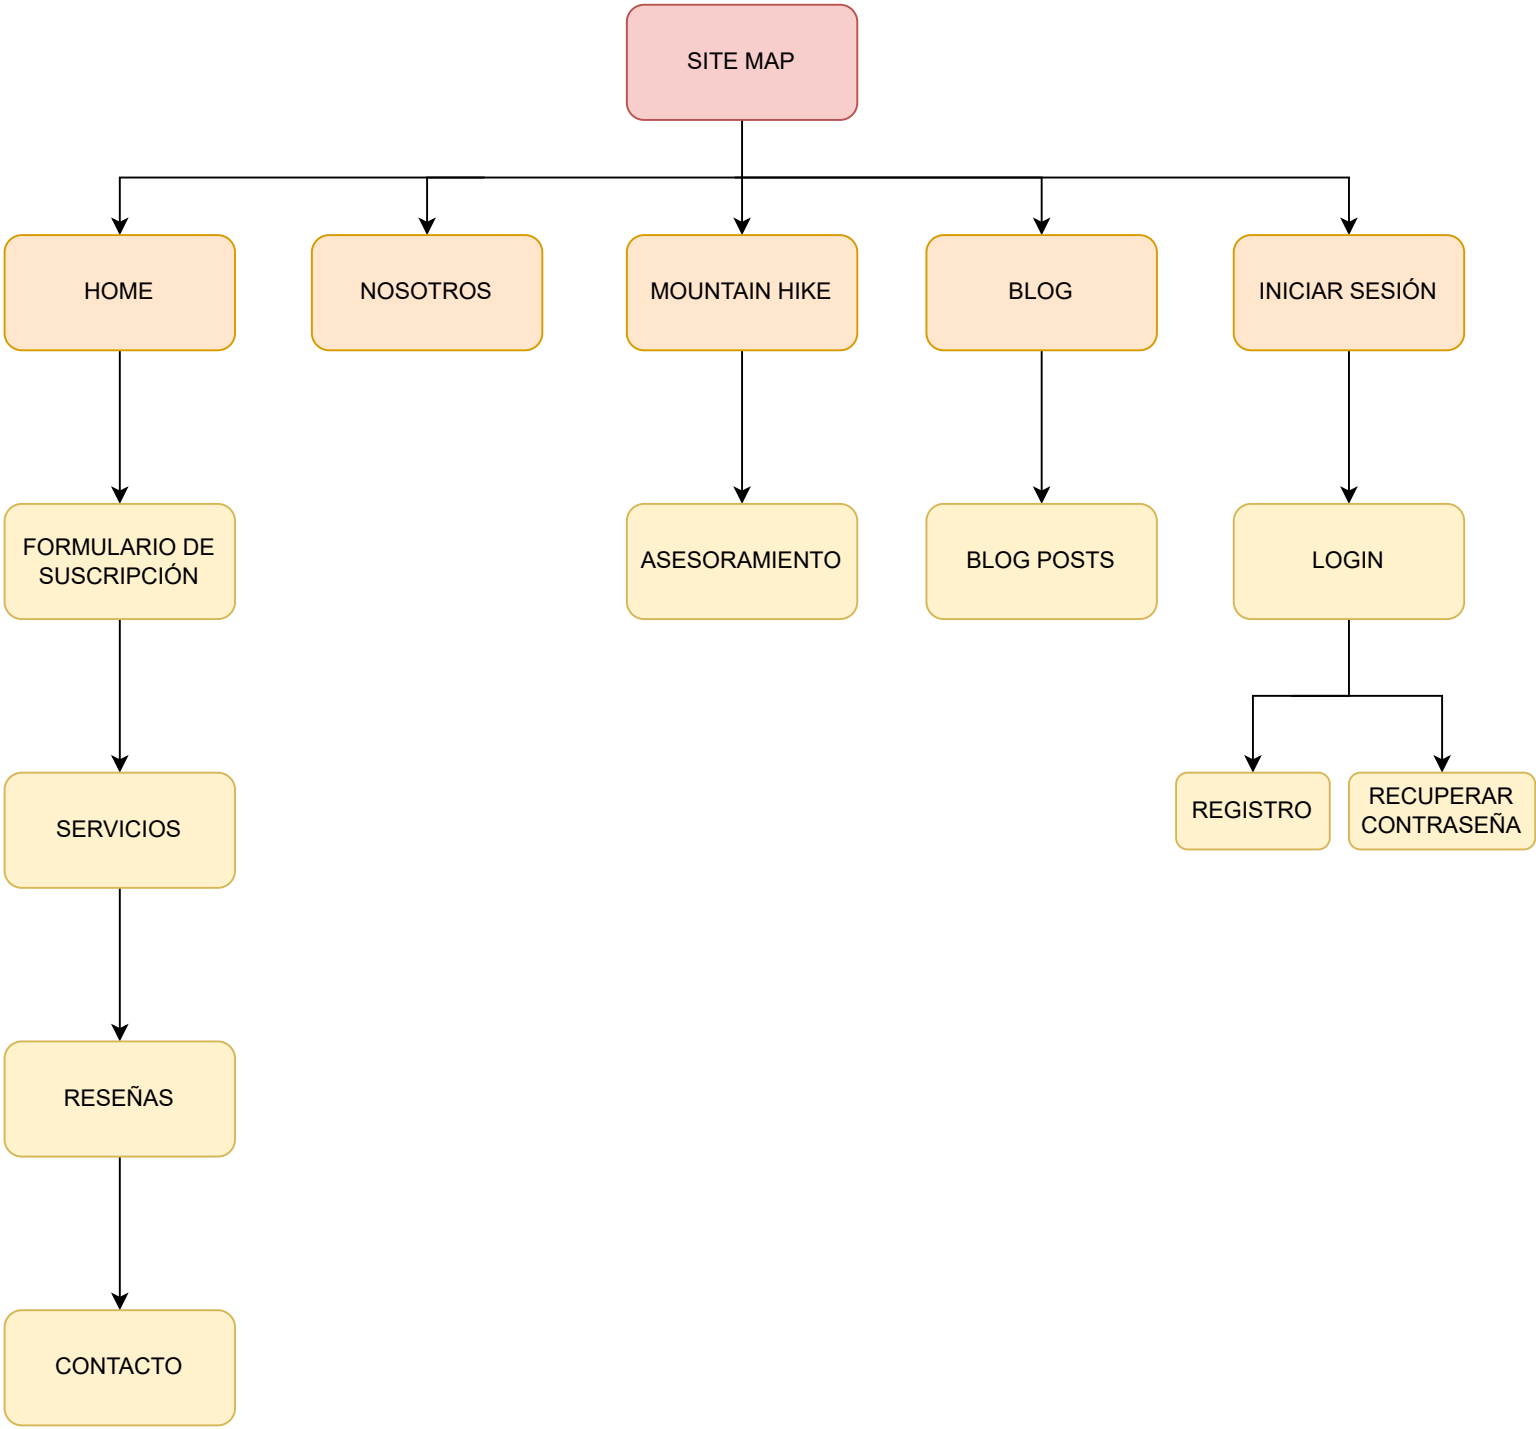 SITE MAP
HOME
NOSOTROS
MOUNTAIN HIKE
BLOG
INICIAR SESIÓN
FORMULARIO DE
SUSCRIPCIÓN
ASESORAMIENTO
BLOG POSTS
LOGIN
SERVICIOS
REGISTRO
RECUPERAR
CONTRASEÑA
RESEÑAS
CONTACTO